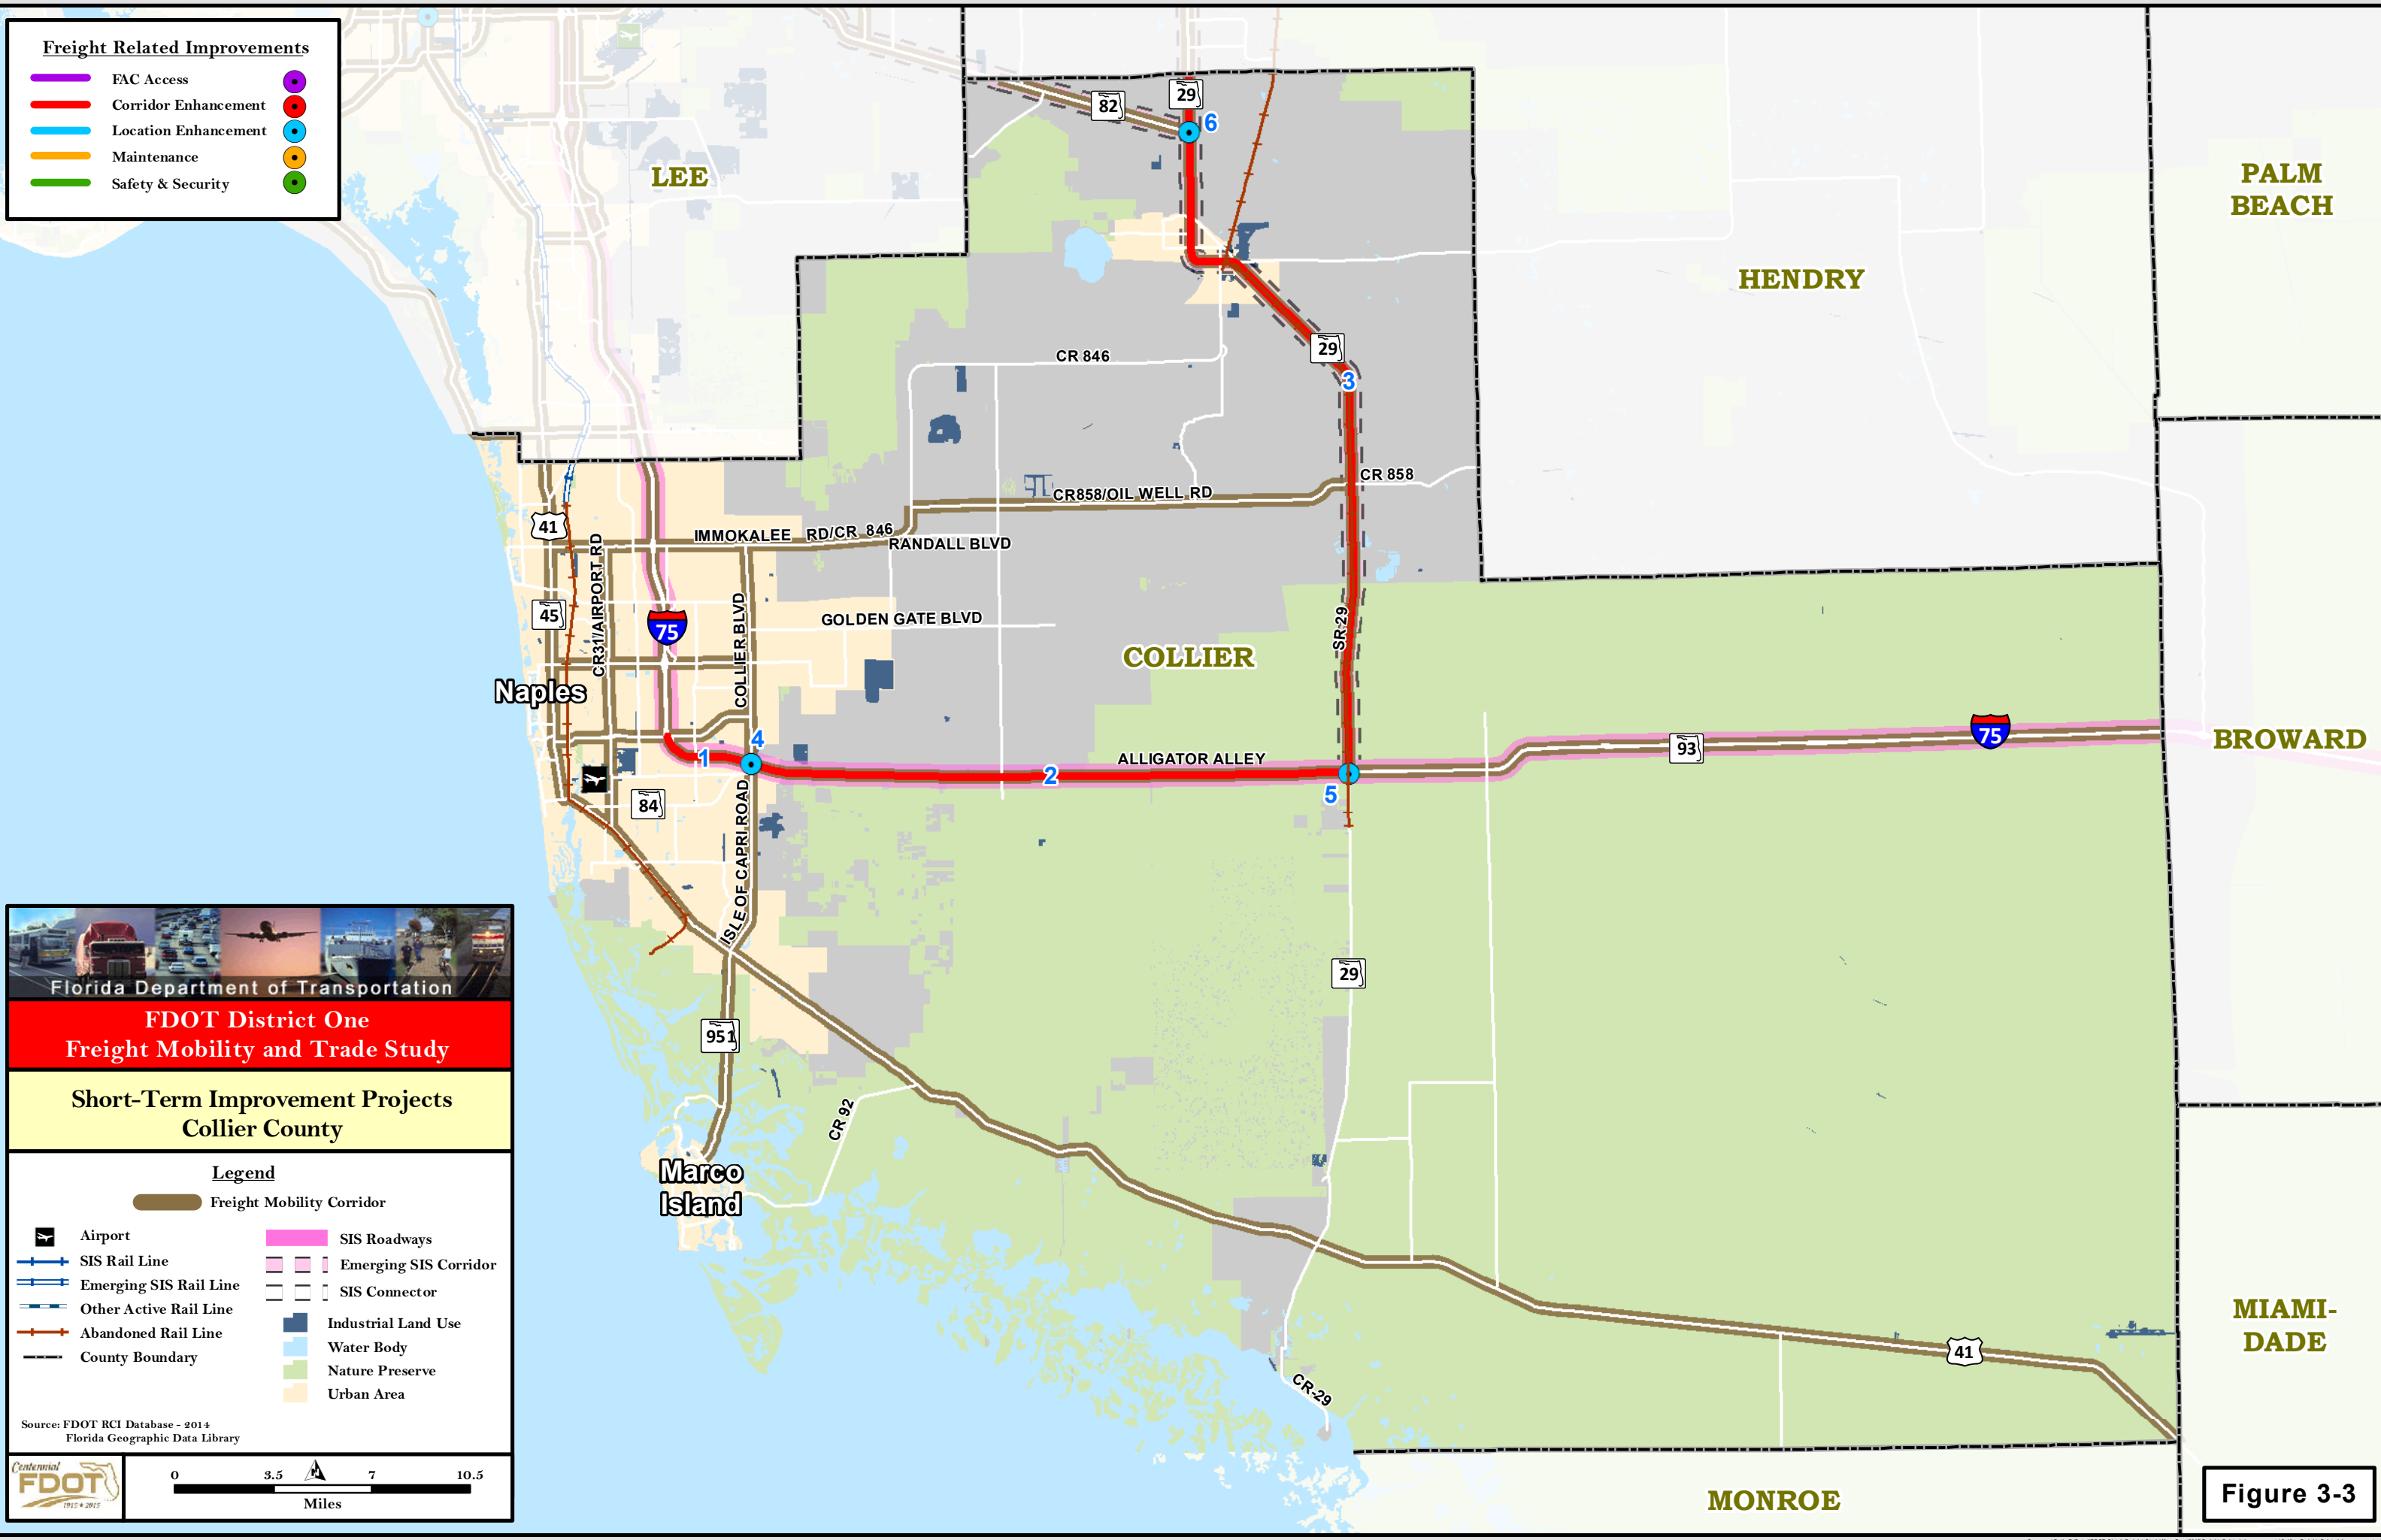 Freight Related Improvements
FAC Access
Corridor Enhancement
Location Enhancement
Maintenance
Safety & Security
LEE
82
29
6
PALM
BEACH
HENDRY
29
3
CR 846
CR 858
CR858/OIL WELL RD
41
IMMOKALEE RD/CR 846
RANDALL BLVD
CR31/AIRPORT RD
45
75
COLLIER BLVD
GOLDEN GATE BLVD
COLLIER
SR 29
Naples
4
1
ALLIGATOR ALLEY
2
5
93
75
BROWARD
84
ISLE OF CAPRI ROAD
29
951
CR 92
Marco
Island
41
MIAMI-
DADE
CR-29
MONROE
Florida Department of Transportation
FDOT District One
Freight Mobility and Trade Study
Short-Term Improvement Projects
Collier County
Legend
Freight Mobility Corridor
Airport
SIS Rail Line
Emerging SIS Rail Line
Other Active Rail Line
Abandoned Rail Line
County Boundary
SIS Roadways
Emerging SIS Corridor
SIS Connector
Industrial Land Use
Water Body
Nature Preserve
Urban Area
Source: FDOT RCI Database - 2014
Florida Geographic Data Library
Centennial
FDOT
1915 * 2015
0 3.5 7 10.5
Miles
Figure 3-3